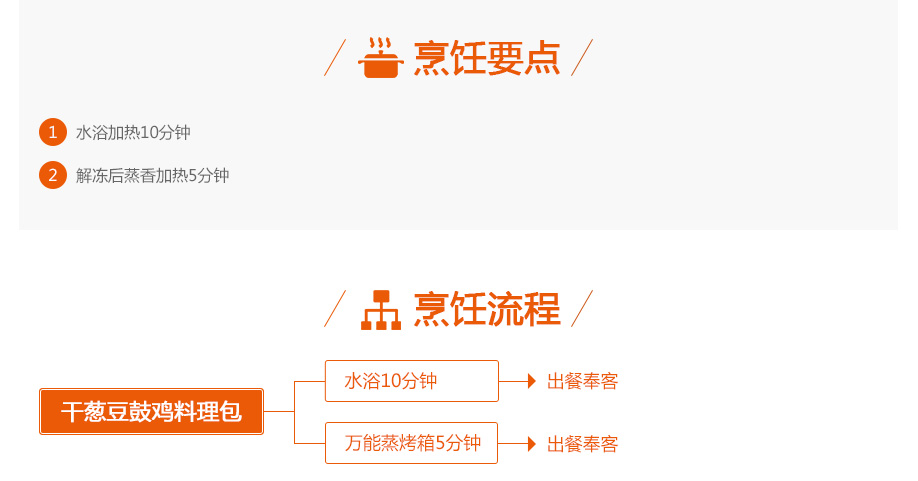 烹饪要点
1 水浴加热10分钟
2 解冻后蒸香加热5分钟
烹饪流程
干葱豆鼓鸡料理包
水浴10分钟
出餐奉客
万能蒸烤箱5分钟
出餐奉客